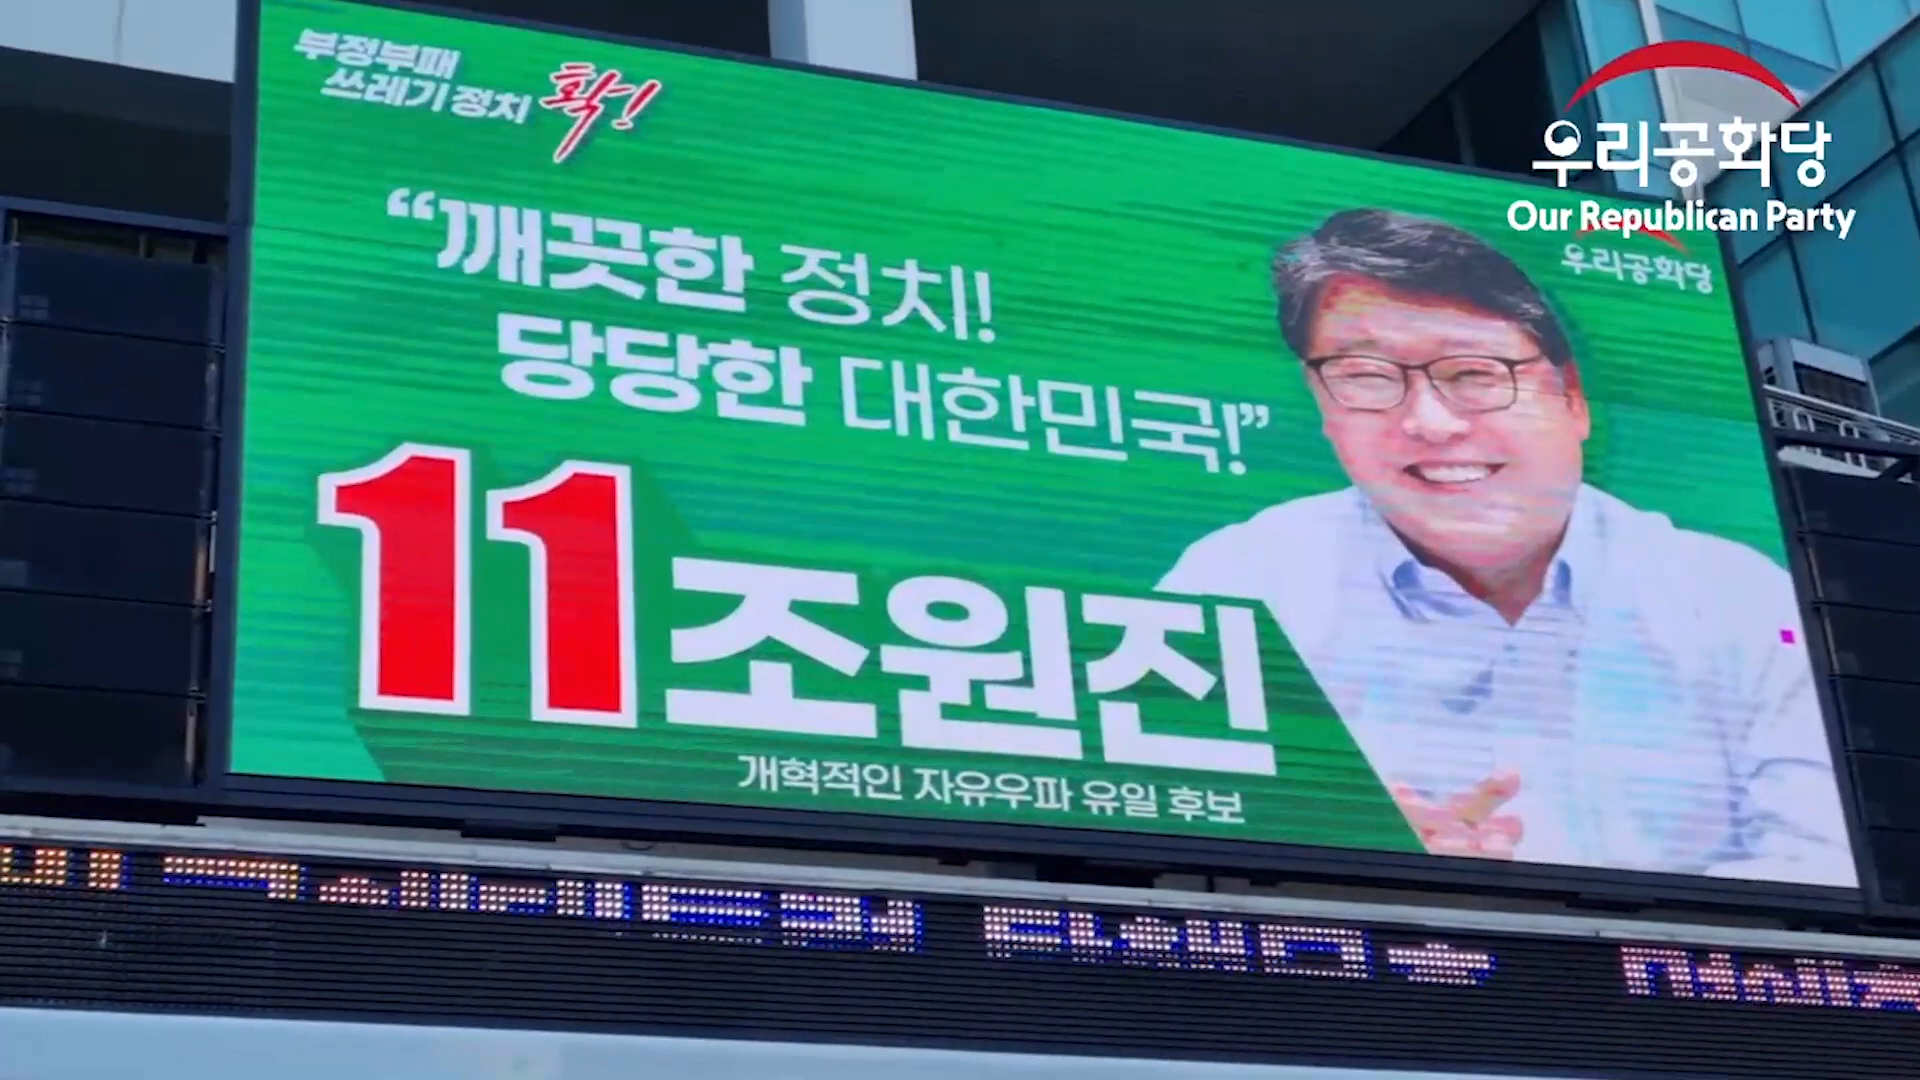 부정부패
쓰레기 정치 확!
"깨끗한 정치!
당당한 대한민국!"
11 조원진
개혁적인 자유우파 유일 후보
우리공화당
Our Republican Party
우리공화당